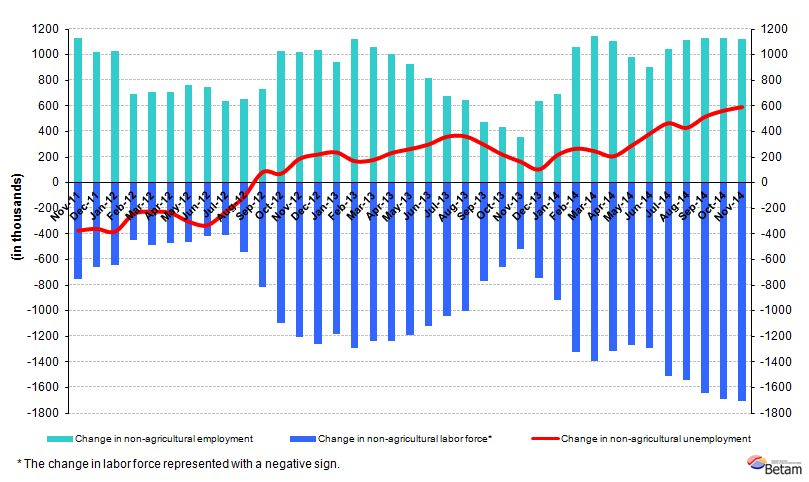 1200 1200
1000 1000
800 800
600 600
400 400
200 200
0 0
-200 -200
-400 -400
-600 -600
-800 -800
-1000 -1000
-1200 -1200
-1400 -1400
-1600 -1600
-1800 -1800
(in thousands)
Nov-11
Dec-11
Jan-12
Feb-12
Mar-12
Apr-12
May-12
Jun-12
Jul-12
Aug-12
Sep-12
Oct-12
Nov-12
Dec-12
Jan-13
Feb-13
Mar-13
Apr-13
May-13
Jun-13
Jul-13
Aug-13
Sep-13
Oct-13
Nov-13
Dec-13
Jan-14
Feb-14
Mar-14
Apr-14
May-14
Jun-14
Jul-14
Aug-14
Sep-14
Oct-14
Nov-14
Change in non-agricultural employment Change in non-agricultural labor force* Change in non-agricultural unemployment
* The change in labor force represented with a negative sign.
Betam